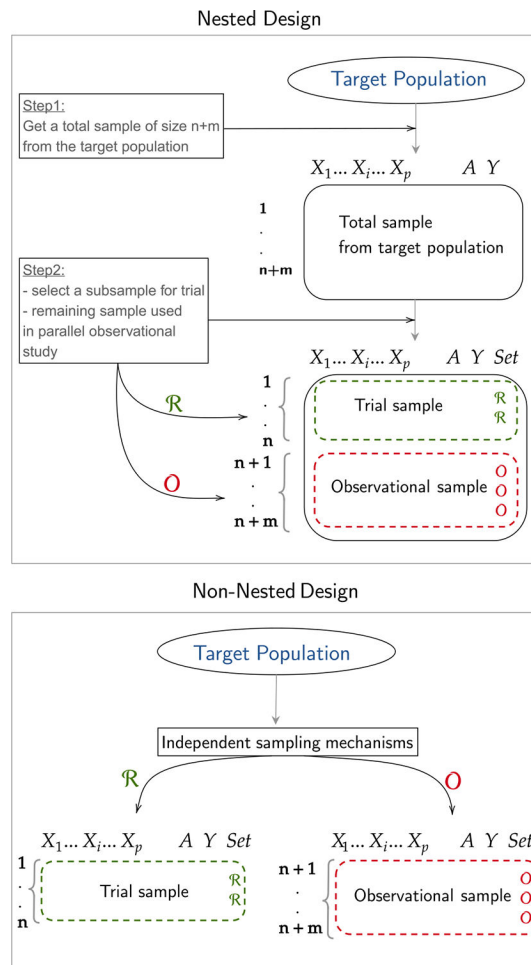 Nested Design
Target Population
Step1:
Get a total sample of size n+m
from the target population
X₁... Xᵢ... Xₚ A Y
1
.
.
n+m
Total sample
from target population
Step2:
- select a subsample for trial
- remaining sample used
in parallel observational
study
X₁... Xᵢ... Xₚ A Y Set
ℛ
1
.
.
n
Trial sample
ℛ
ℛ
O
n + 1
.
.
n + m
Observational sample
O
O
O
Non-Nested Design
Target Population
Independent sampling mechanisms
ℛ
O
X₁... Xᵢ... Xₚ A Y Set
1
.
.
n
Trial sample
ℛ
ℛ
X₁... Xᵢ... Xₚ A Y Set
n + 1
.
.
n + m
Observational sample
O
O
O